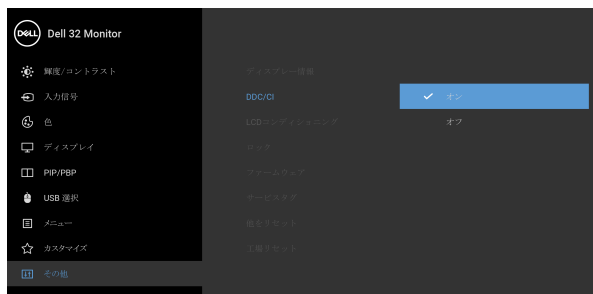 DELL Dell 32 Monitor
輝度/コントラスト
入力信号
色
ディスプレイ
PIP/PBP
USB 選択
メニュー
カスタマイズ
その他
ディスプレー情報
DDC/CI
LCDコンディショニング
ロック
ファームウェア
サービスタグ
他をリセット
工場リセット
オン
オフ